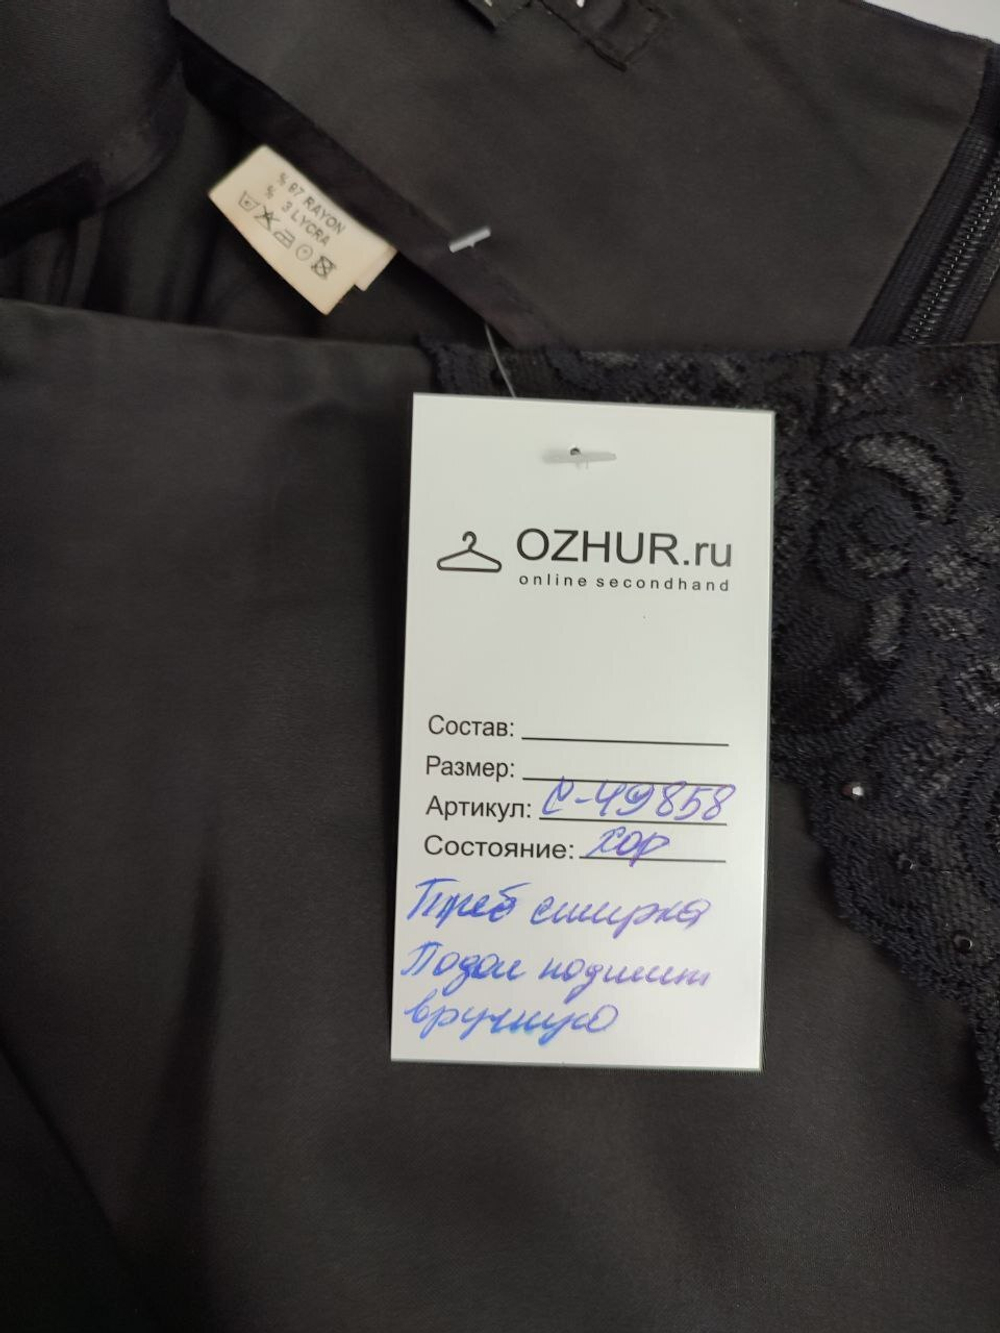 % 97 RAYON
% 3 LYCRA
OZHUR.ru
online secondhand
Состав:
Размер:
Артикул: С-49858
Состояние: хор
Треб стирка
Подол подшит
вручную